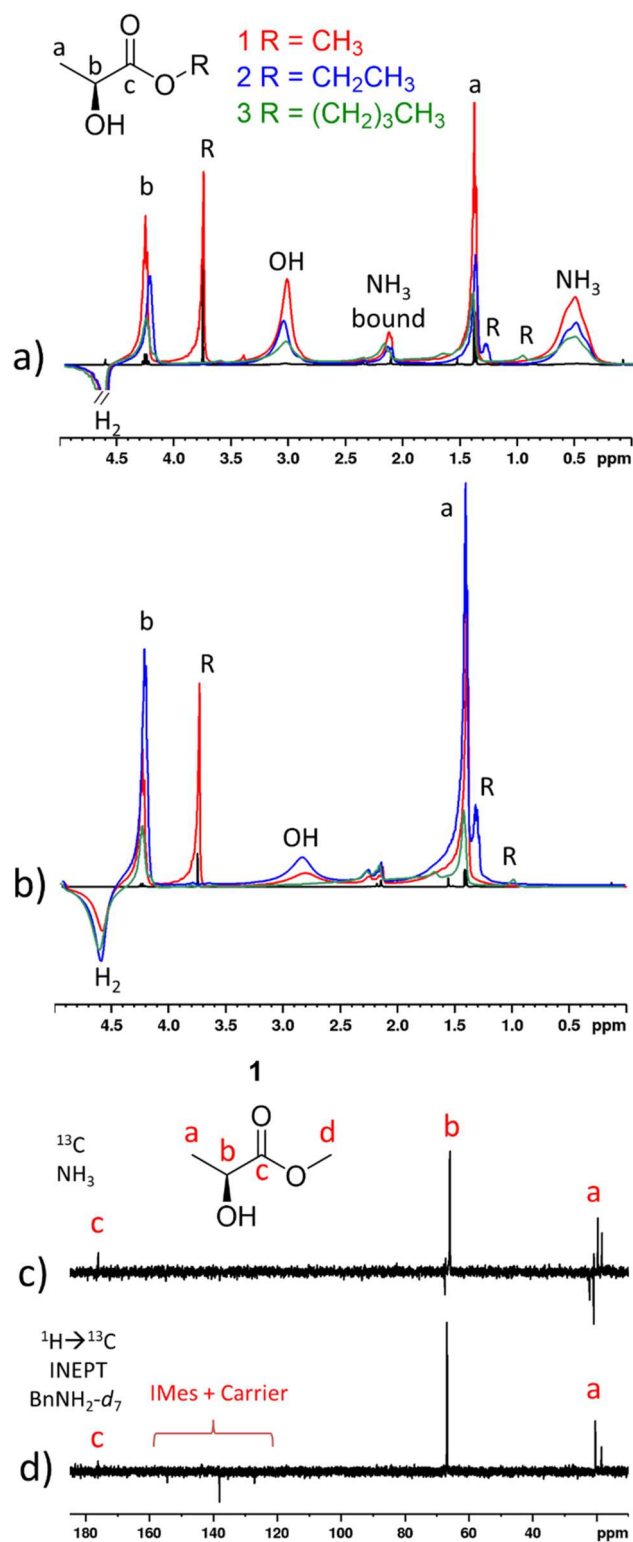 O
a
b
c
O
R
OH
1 R = CH₃
2 R = CH₂CH₃
3 R = (CH₂)₃CH₃
b
R
OH
NH₃
bound
a
R
R
NH₃
a)
H₂
4.5 4.0 3.5 3.0 2.5 2.0 1.5 1.0 0.5 ppm
a
b
R
OH
R
R
b)
H₂
4.5 4.0 3.5 3.0 2.5 2.0 1.5 1.0 0.5 ppm
1
O
a
b
c
O
d
OH
¹³C
NH₃
c
b
a
c)
¹H→¹³C
INEPT
BnNH₂-d₇
IMes + Carrier
c
a
d)
180 160 140 120 100 80 60 40 ppm